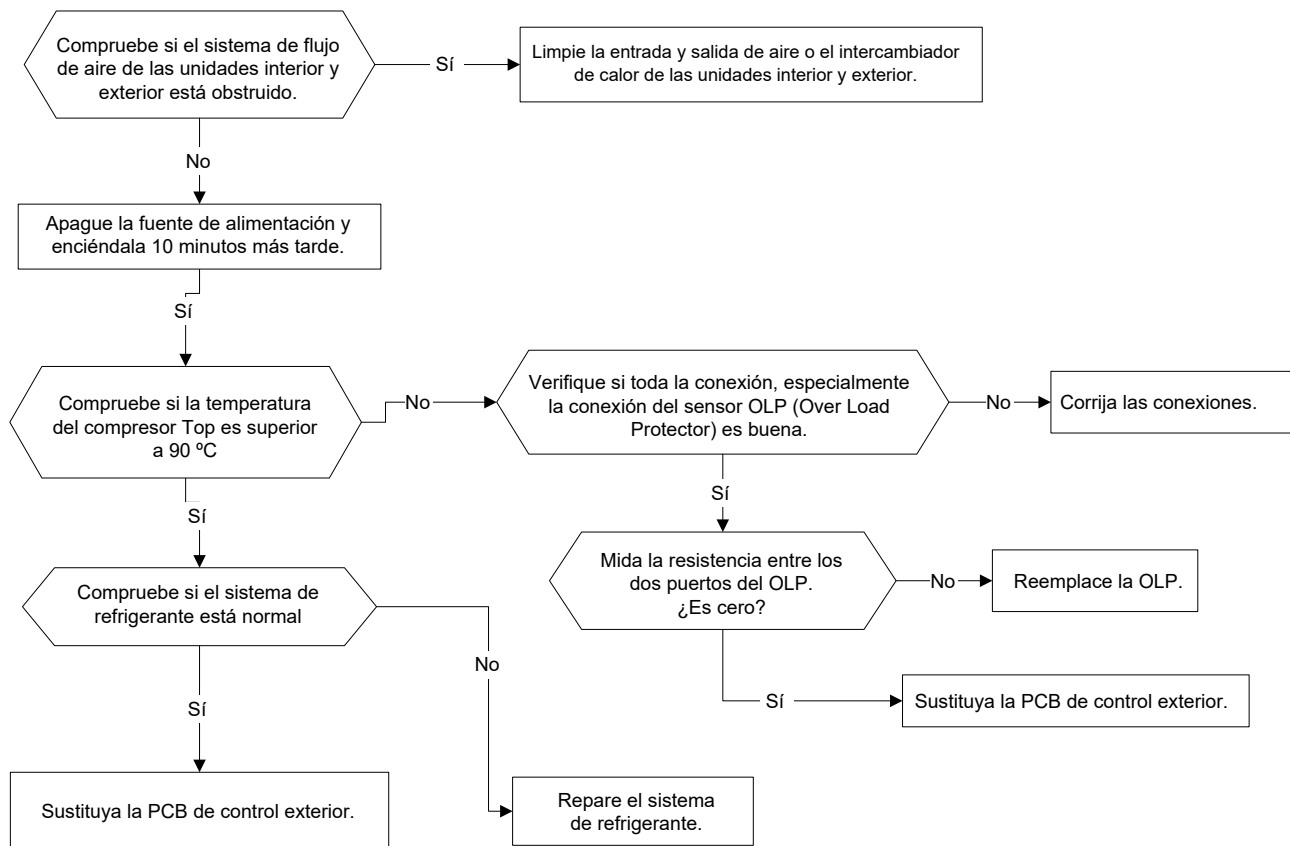 Compruebe si el sistema de flujo
de aire de las unidades interior y
exterior está obstruido.
Sí
Limpie la entrada y salida de aire o el intercambiador
de calor de las unidades interior y exterior.
No
Apague la fuente de alimentación y
enciéndala 10 minutos más tarde.
Sí
Compruebe si la temperatura
del compresor Top es superior
a 90 ºC
No
Verifique si toda la conexión, especialmente
la conexión del sensor OLP (Over Load
Protector) es buena.
No
Corrija las conexiones.
Sí
Sí
Mida la resistencia entre los
dos puertos del OLP.
¿Es cero?
No
Reemplace la OLP.
Compruebe si el sistema de
refrigerante está normal
No
Sí
Sí
Sustituya la PCB de control exterior.
Sustituya la PCB de control exterior.
Repare el sistema
de refrigerante.